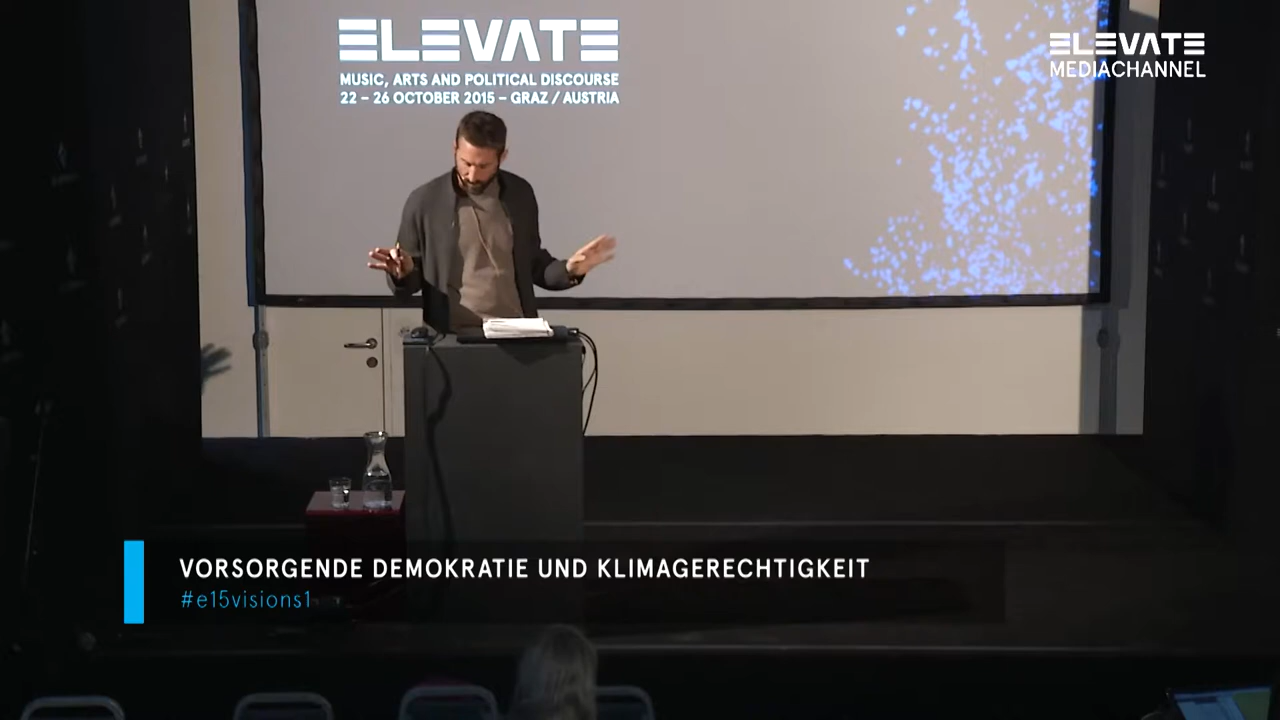 ELEVATE
MUSIC, ARTS AND POLITICAL DISCOURSE
22 – 26 OCTOBER 2015 – GRAZ / AUSTRIA
ELEVATE
MEDIACHANNEL
VORSORGENDE DEMOKRATIE UND KLIMAGERECHTIGKEIT
#e15visions1